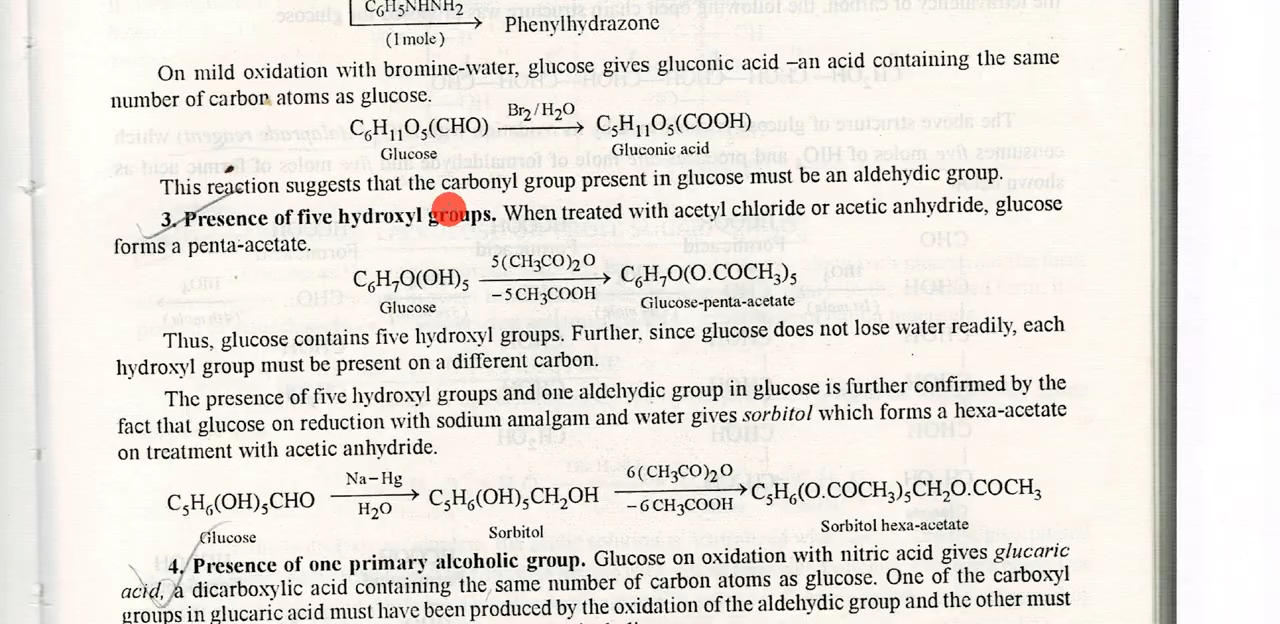 C6H5NHNH2
(1 mole)
Phenylhydrazone
On mild oxidation with bromine-water, glucose gives gluconic acid –an acid containing the same
number of carbon atoms as glucose.
C6H11O5(CHO) Br2/H2O → C5H11O5(COOH)
Glucose Gluconic acid
This reaction suggests that the carbonyl group present in glucose must be an aldehydic group.
3. Presence of five hydroxyl groups. When treated with acetyl chloride or acetic anhydride, glucose
forms a penta-acetate.
C6H7O(OH)5 5(CH3CO)2O → C6H7O(O.COCH3)5
–5CH3COOH
Glucose Glucose-penta-acetate
Thus, glucose contains five hydroxyl groups. Further, since glucose does not lose water readily, each
hydroxyl group must be present on a different carbon.
The presence of five hydroxyl groups and one aldehydic group in glucose is further confirmed by the
fact that glucose on reduction with sodium amalgam and water gives sorbitol which forms a hexa-acetate
on treatment with acetic anhydride.
C5H6(OH)5CHO Na–Hg → C5H6(OH)5CH2OH 6(CH3CO)2O → C5H6(O.COCH3)5CH2O.COCH3
H2O –6CH3COOH
Glucose Sorbitol Sorbitol hexa-acetate
4. Presence of one primary alcoholic group. Glucose on oxidation with nitric acid gives glucaric
acid, a dicarboxylic acid containing the same number of carbon atoms as glucose. One of the carboxyl
groups in glucaric acid must have been produced by the oxidation of the aldehydic group and the other must